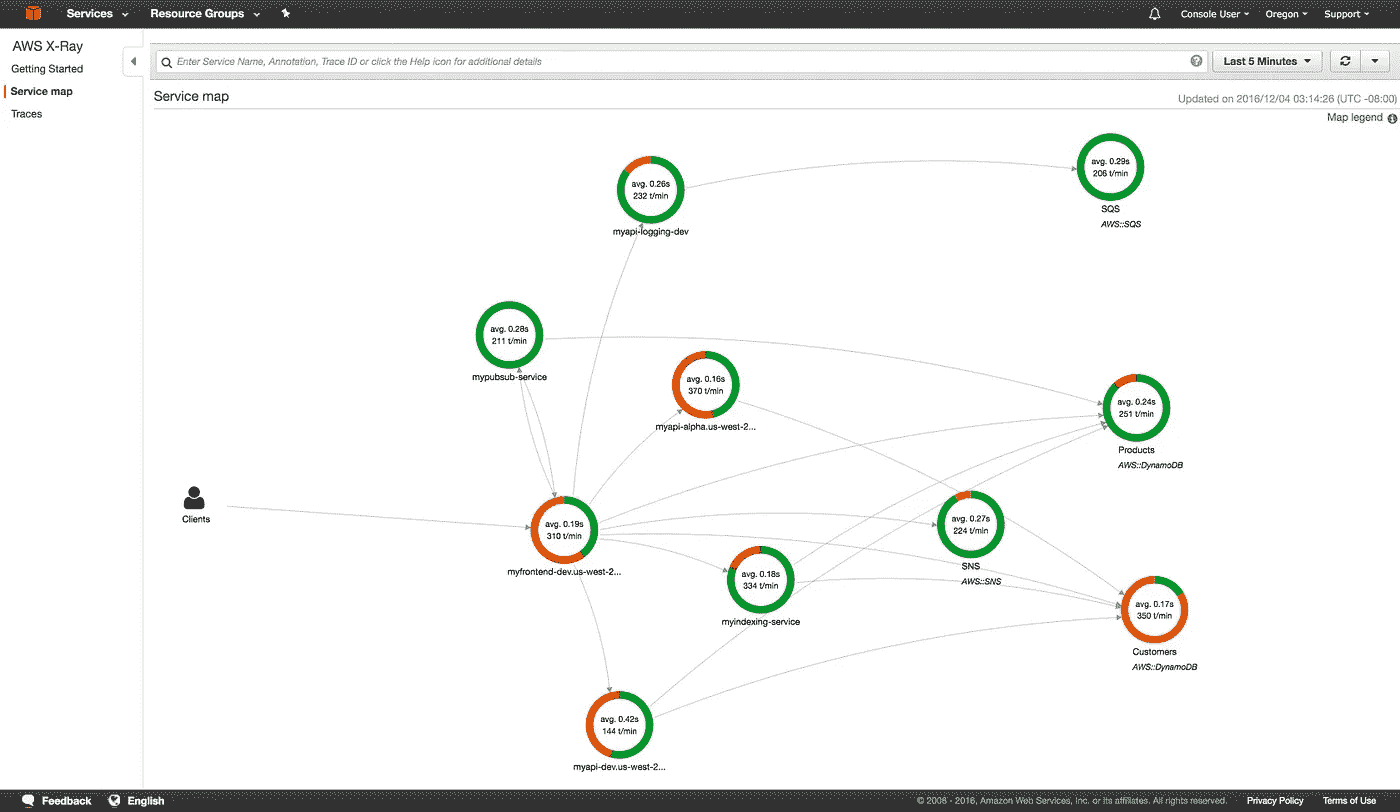 Services Resource Groups Console User Oregon Support
AWS X-Ray
Getting Started
Service map
Traces
Enter Service Name, Annotation, Trace ID or click the Help icon for additional details
Last 5 Minutes
Service map
Updated on 2016/12/04 03:14:26 (UTC -08:00)
Map legend
avg. 0.29s
206 t/min
SQS
AWS::SQS
avg. 0.26s
232 t/min
myapi-logging-dev
avg. 0.28s
211 t/min
mypubsub-service
avg. 0.16s
370 t/min
myapi-alpha.us-west-2...
avg. 0.24s
251 t/min
Products
AWS::DynamoDB
Clients
avg. 0.19s
310 t/min
myfrontend-dev.us-west-2...
avg. 0.27s
224 t/min
SNS
AWS::SNS
avg. 0.18s
334 t/min
myindexing-service
avg. 0.17s
350 t/min
Customers
AWS::DynamoDB
avg. 0.42s
144 t/min
myapi-dev.us-west-2...
Feedback English © 2006 - 2016, Amazon Web Services, Inc. or its affiliates. All rights reserved. Privacy Policy Terms of Use